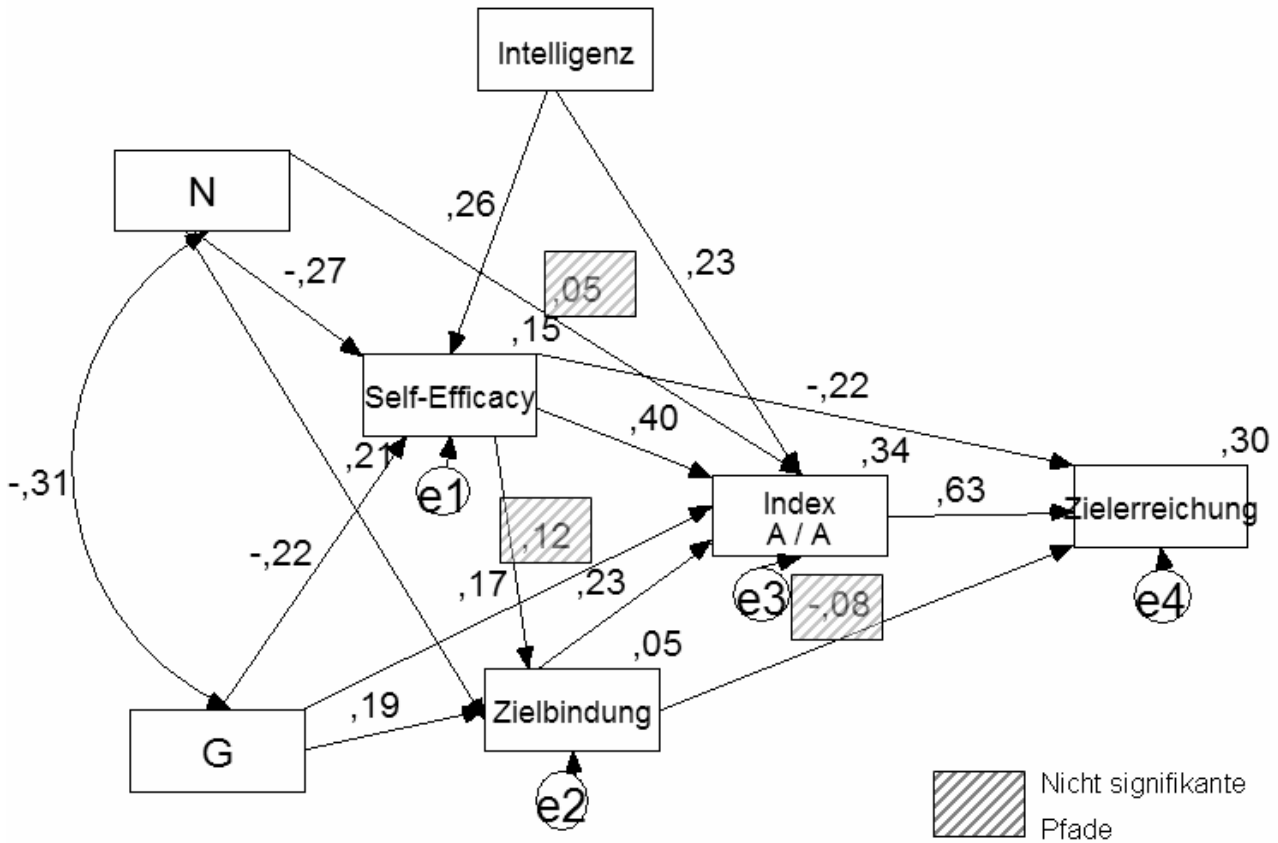 Intelligenz
N
,26
-,27
,23
,05
,15
Self-Efficacy
-,22
,40
,21
e1
-,31
,34
,30
Index
A / A
,63
Zielerreichung
,12
-,22
,17
,23
e3
-,08
e4
,05
,19
Zielbindung
G
e2
Nicht signifikante
Pfade